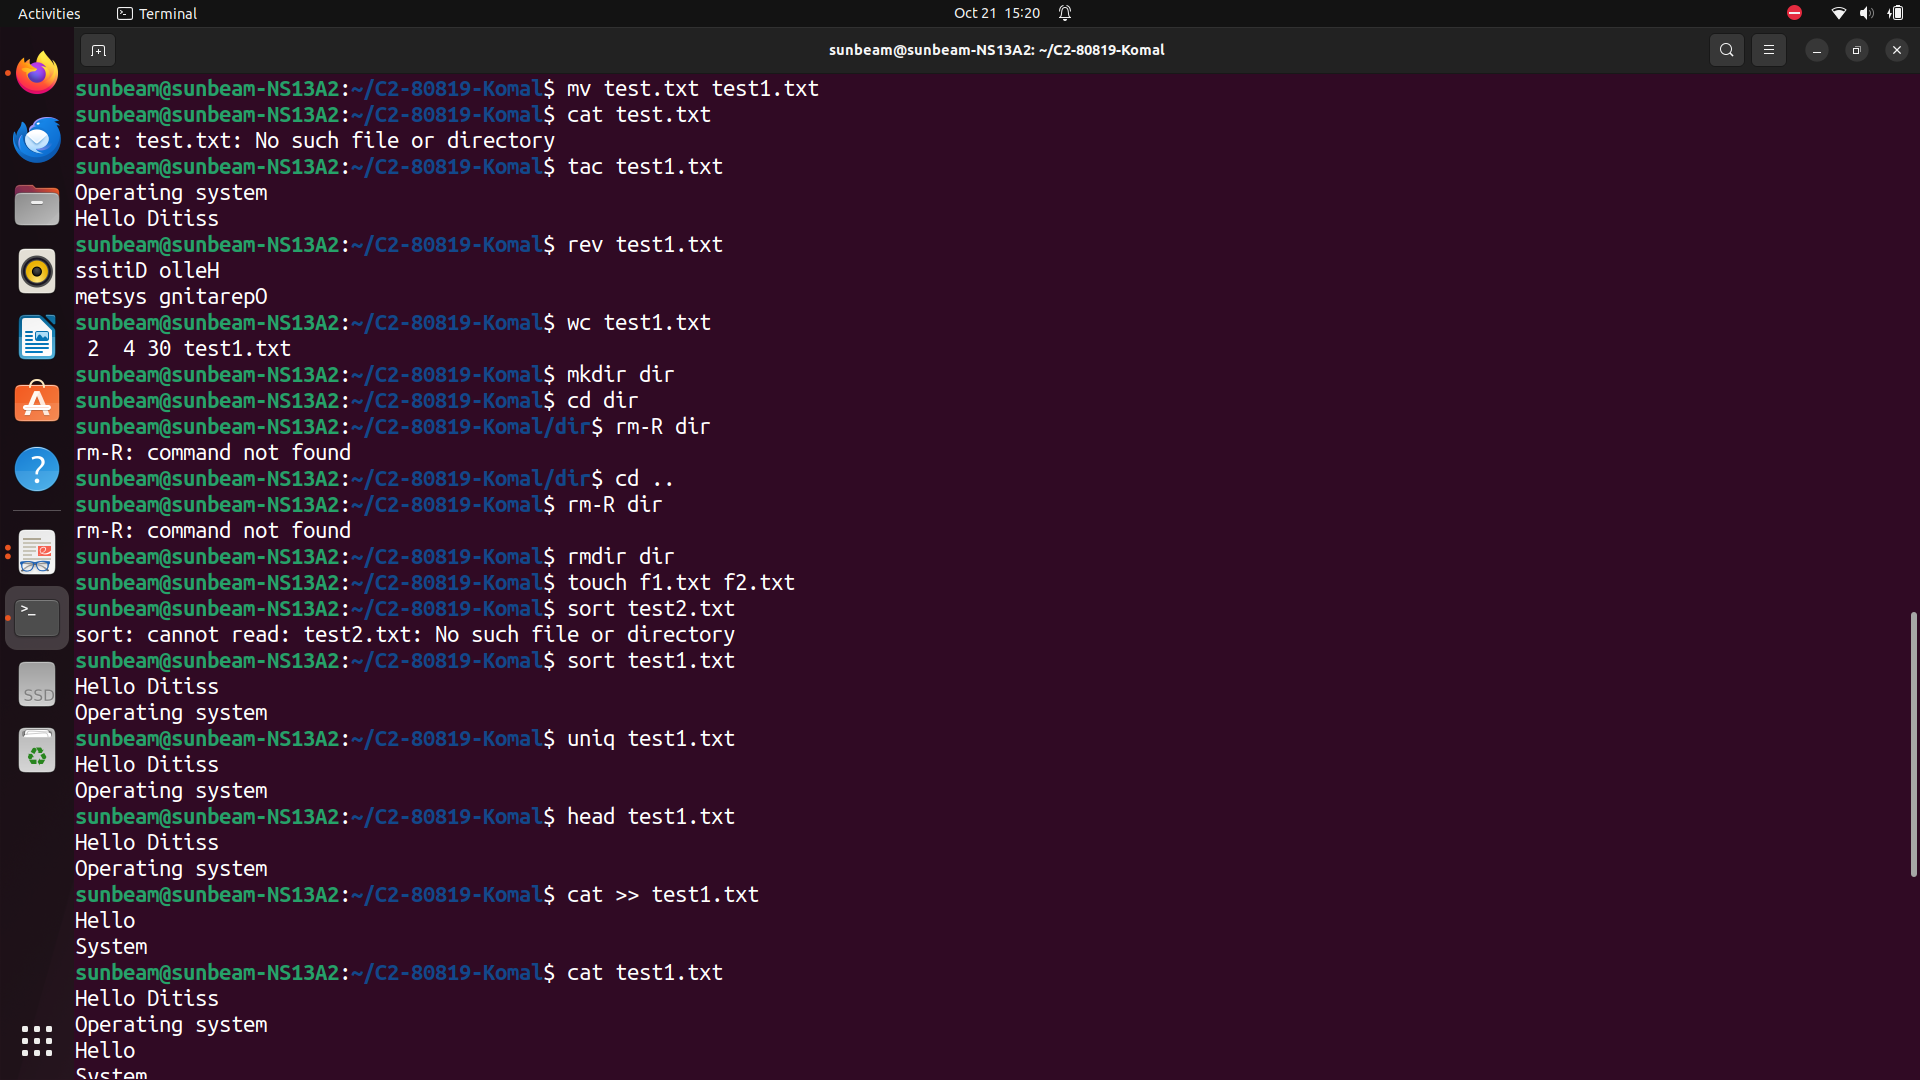 Activities
Terminal
Oct 21 15:20
sunbeam@sunbeam-NS13A2: ~/C2-80819-Komal
sunbeam@sunbeam-NS13A2:~/C2-80819-Komal$ mv test.txt test1.txt
sunbeam@sunbeam-NS13A2:~/C2-80819-Komal$ cat test.txt
cat: test.txt: No such file or directory
sunbeam@sunbeam-NS13A2:~/C2-80819-Komal$ tac test1.txt
Operating system
Hello Ditiss
sunbeam@sunbeam-NS13A2:~/C2-80819-Komal$ rev test1.txt
ssitiD olleH
metsys gnitarepO
sunbeam@sunbeam-NS13A2:~/C2-80819-Komal$ wc test1.txt
 2  4 30 test1.txt
sunbeam@sunbeam-NS13A2:~/C2-80819-Komal$ mkdir dir
sunbeam@sunbeam-NS13A2:~/C2-80819-Komal$ cd dir
sunbeam@sunbeam-NS13A2:~/C2-80819-Komal/dir$ rm-R dir
rm-R: command not found
sunbeam@sunbeam-NS13A2:~/C2-80819-Komal/dir$ cd ..
sunbeam@sunbeam-NS13A2:~/C2-80819-Komal$ rm-R dir
rm-R: command not found
sunbeam@sunbeam-NS13A2:~/C2-80819-Komal$ rmdir dir
sunbeam@sunbeam-NS13A2:~/C2-80819-Komal$ touch f1.txt f2.txt
sunbeam@sunbeam-NS13A2:~/C2-80819-Komal$ sort test2.txt
sort: cannot read: test2.txt: No such file or directory
sunbeam@sunbeam-NS13A2:~/C2-80819-Komal$ sort test1.txt
Hello Ditiss
Operating system
sunbeam@sunbeam-NS13A2:~/C2-80819-Komal$ uniq test1.txt
Hello Ditiss
Operating system
sunbeam@sunbeam-NS13A2:~/C2-80819-Komal$ head test1.txt
Hello Ditiss
Operating system
sunbeam@sunbeam-NS13A2:~/C2-80819-Komal$ cat >> test1.txt
Hello
System
sunbeam@sunbeam-NS13A2:~/C2-80819-Komal$ cat test1.txt
Hello Ditiss
Operating system
Hello
System
SSD